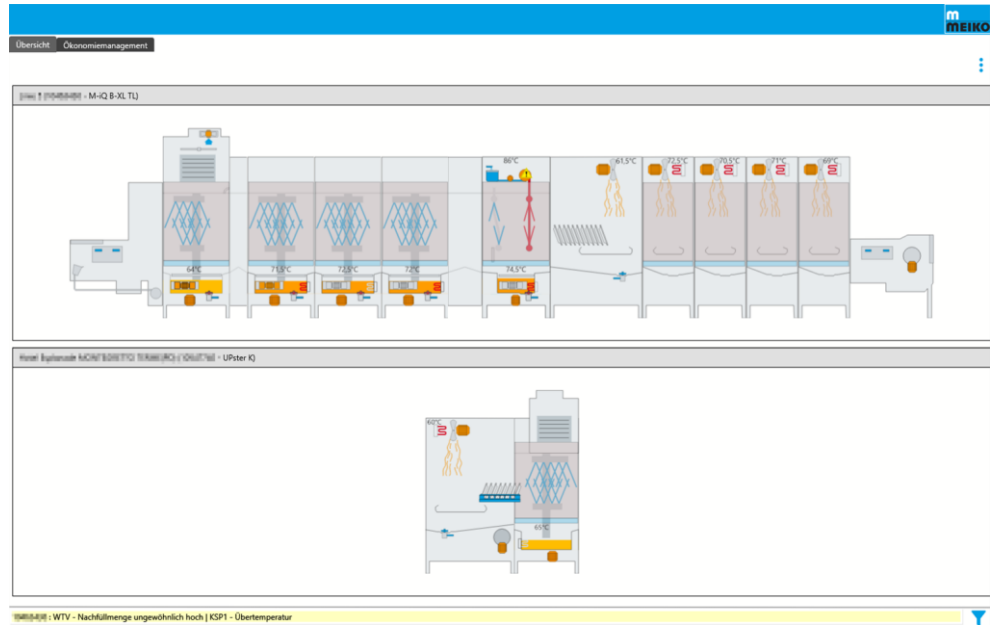 m
MEIKO
Übersicht Ökonomiemanagement
- M-iQ B-XL TL)
86°C 61,5°C 72,5°C 70,5°C 71°C 69°C
64°C 71,5°C 72,5°C 72°C 74,5°C
- UPster K)
60°C
65°C
: WTV - Nachfüllmenge ungewöhnlich hoch | KSP1 - Übertemperatur